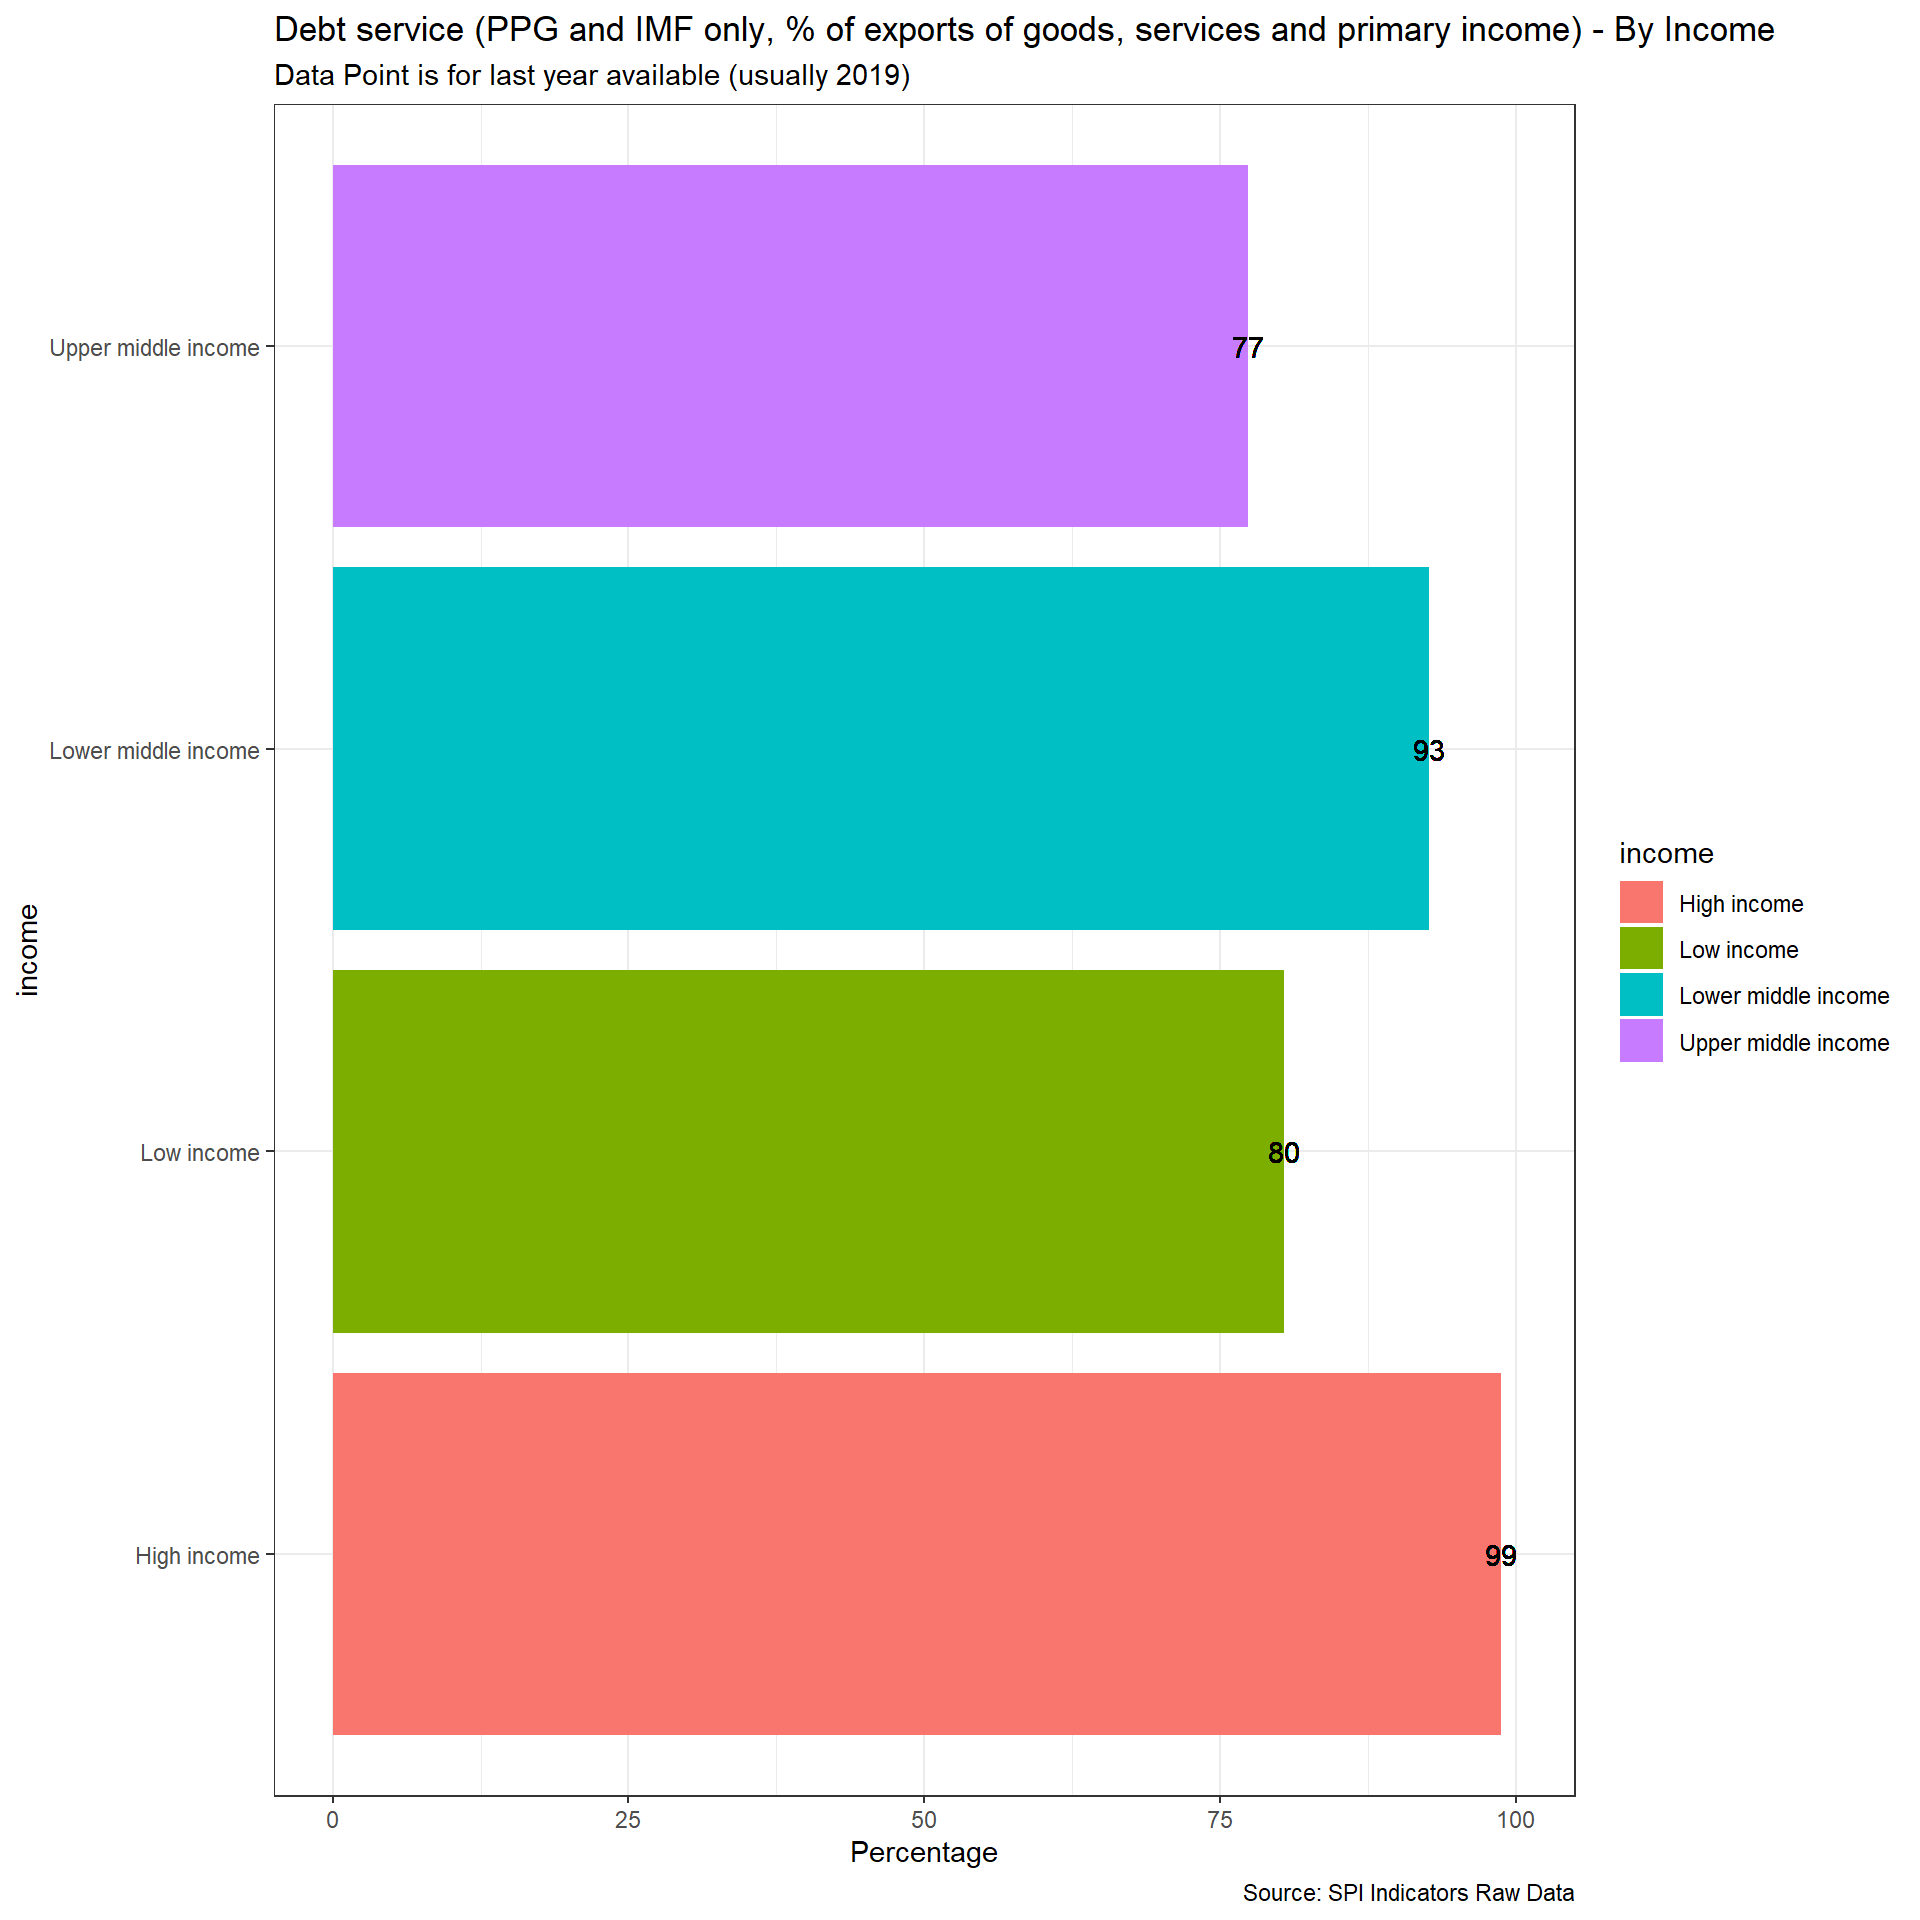 Debt service (PPG and IMF only, % of exports of goods, services and primary income) - By Income
Data Point is for last year available (usually 2019)
Upper middle income
77
Lower middle income
93
Low income
80
High income
99
income
0 25 50 75 100
Percentage
income
High income
Low income
Lower middle income
Upper middle income
Source: SPI Indicators Raw Data